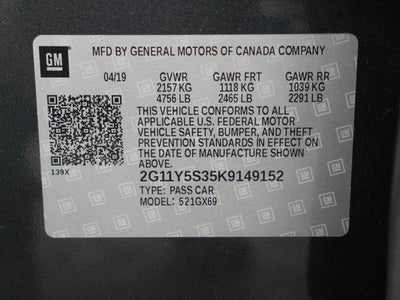 GM
MFD BY GENERAL MOTORS OF CANADA COMPANY
04/19 GVWR GAWR FRT GAWR RR
2157 KG 1118 KG 1039 KG
4756 LB 2465 LB 2291 LB
THIS VEHICLE CONFORMS TO ALL
APPLICABLE U.S. FEDERAL MOTOR
VEHICLE SAFETY, BUMPER, AND THEFT
PREVENTION STANDARDS IN EFFECT ON
THE DATE OF MANUFACTURE SHOWN
ABOVE.
139X
2G11Y5S35K9149152
TYPE: PASS CAR
MODEL: 521GX69